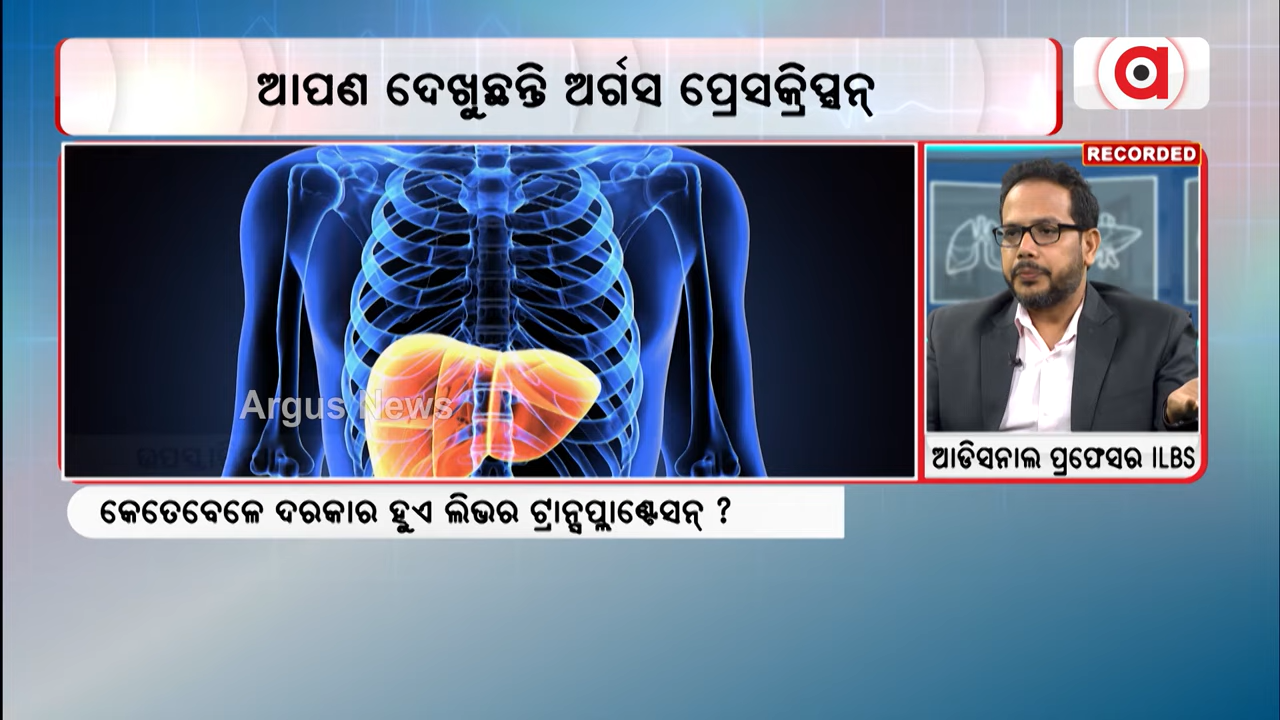 ଆପଣ ଦେଖୁଛନ୍ତି ଅର୍ଗସ ପ୍ରେସକ୍ରିପ୍ସନ୍
a
RECORDED
Argus News
ଆଡିସନାଲ ପ୍ରଫେସର ILBS
କେତେବେଳେ ଦରକାର ହୁଏ ଲିଭର ଟ୍ରାନ୍ସପ୍ଲାଣ୍ଟେସନ୍ ?